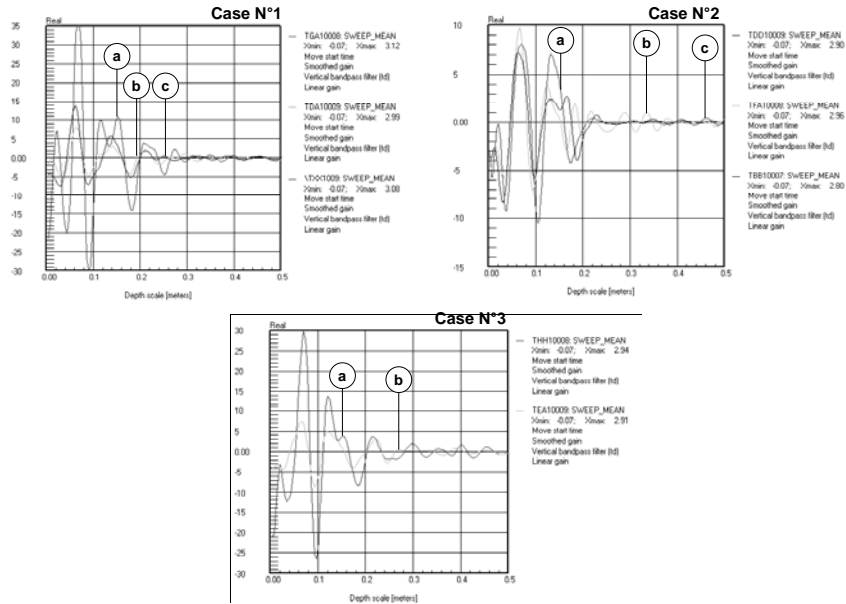 Case N°1
Real
35
30
25
20
15
10
5
0.00
-5
-10
-15
-20
-25
-30
0.00
0.1
0.2
0.3
0.4
0.5
Depth scale [meters]
a
b
c
TGA10008: SWEEP_MEAN
Xmin: -0.07; Xmax: 3.12
Move start time
Smoothed gain
Vertical bandpass filter (td)
Linear gain
TDA10009: SWEEP_MEAN
Xmin: -0.07; Xmax: 2.99
Move start time
Smoothed gain
Vertical bandpass filter (td)
Linear gain
SWEEP_MEAN
Xmin: -0.07; Xmax: 3.08
Move start time
Smoothed gain
Vertical bandpass filter (td)
Linear gain
Case N°2
Real
10
5
0.00
-5
-10
-15
0.00
0.1
0.2
0.3
0.4
0.5
Depth scale [meters]
a
b
c
TDD10009: SWEEP_MEAN
Xmin: -0.07; Xmax: 2.90
Move start time
Smoothed gain
Vertical bandpass filter (td)
Linear gain
TFA10008: SWEEP_MEAN
Xmin: -0.07; Xmax: 2.96
Move start time
Smoothed gain
Vertical bandpass filter (td)
Linear gain
TBB10007: SWEEP_MEAN
Xmin: -0.07; Xmax: 2.80
Move start time
Smoothed gain
Vertical bandpass filter (td)
Linear gain
Case N°3
Real
30
25
20
15
10
5
0.00
-5
-10
-15
-20
-25
-30
0.00
0.1
0.2
0.3
0.4
0.5
Depth scale [meters]
a
b
THH10008: SWEEP_MEAN
Xmin: -0.07; Xmax: 2.94
Move start time
Smoothed gain
Vertical bandpass filter (td)
Linear gain
TEA10009: SWEEP_MEAN
Xmin: -0.07; Xmax: 2.91
Move start time
Smoothed gain
Vertical bandpass filter (td)
Linear gain